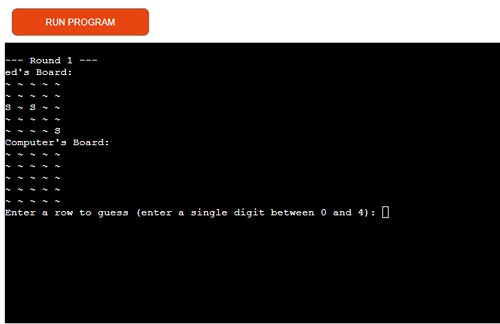 RUN PROGRAM
--- Round 1 ---
ed's Board:
~ ~ ~ ~ ~
~ ~ ~ ~ ~
S ~ S ~ ~
~ ~ ~ ~ ~
~ ~ ~ ~ S
Computer's Board:
~ ~ ~ ~ ~
~ ~ ~ ~ ~
~ ~ ~ ~ ~
~ ~ ~ ~ ~
~ ~ ~ ~ ~
Enter a row to guess (enter a single digit between 0 and 4):